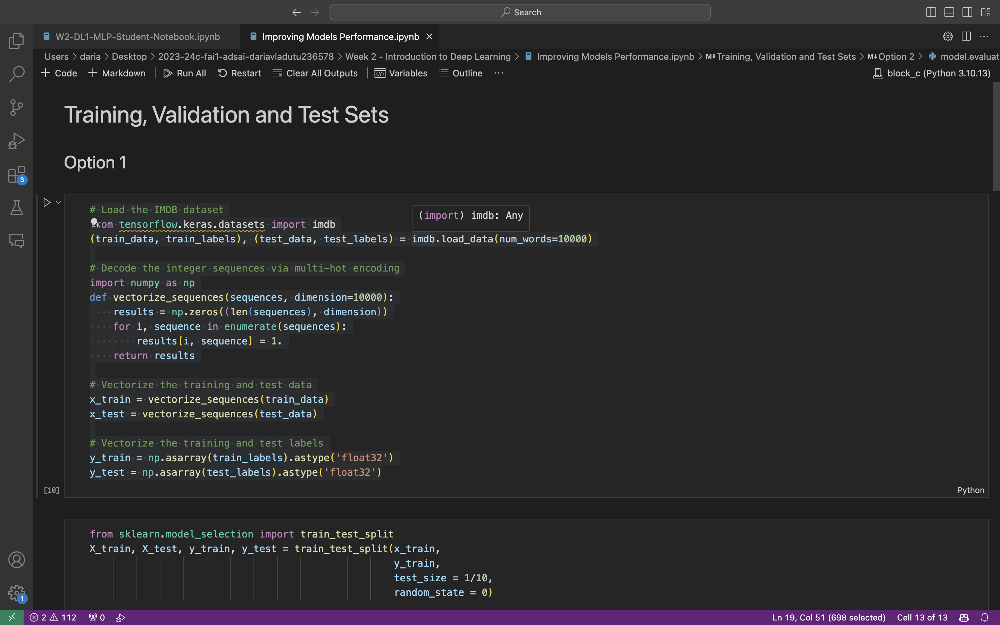 Search
W2-DL1-MLP-Student-Notebook.ipynb
Improving Models Performance.ipynb
Users > daria > Desktop > 2023-24c-fai1-adsai-dariavladutu236578 > Week 2 - Introduction to Deep Learning > Improving Models Performance.ipynb > M↓Training, Validation and Test Sets > M↓Option 2 > model.evaluat
+ Code + Markdown Run All Restart Clear All Outputs Variables Outline ... block_c (Python 3.10.13)
Training, Validation and Test Sets
Option 1
# Load the IMDB dataset
(import) imdb: Any
from tensorflow.keras.datasets import imdb
(train_data, train_labels), (test_data, test_labels) = imdb.load_data(num_words=10000)
# Decode the integer sequences via multi-hot encoding
import numpy as np
def vectorize_sequences(sequences, dimension=10000):
    results = np.zeros((len(sequences), dimension))
    for i, sequence in enumerate(sequences):
        results[i, sequence] = 1.
    return results
# Vectorize the training and test data
x_train = vectorize_sequences(train_data)
x_test = vectorize_sequences(test_data)
# Vectorize the training and test labels
y_train = np.asarray(train_labels).astype('float32')
y_test = np.asarray(test_labels).astype('float32')
[10]
Python
from sklearn.model_selection import train_test_split
X_train, X_test, y_train, y_test = train_test_split(x_train,
y_train,
test_size = 1/10,
random_state = 0)
3
1
2 112 0 Ln 19, Col 51 (698 selected) Cell 13 of 13